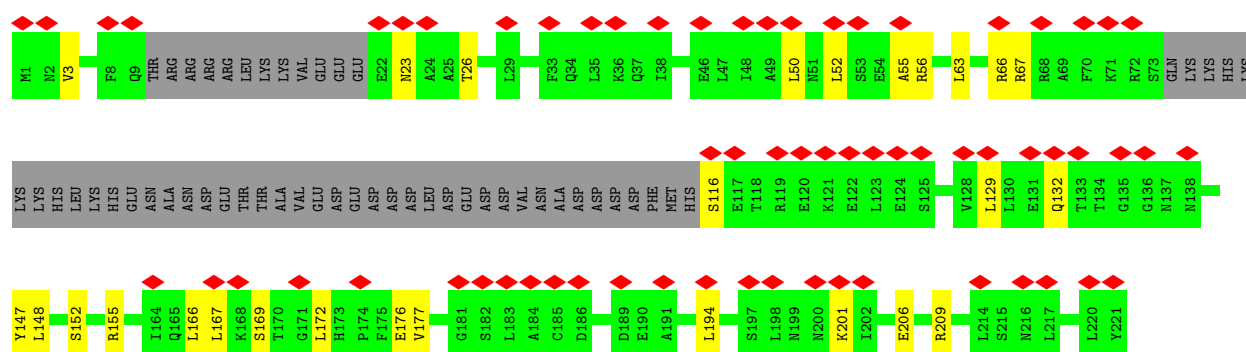 M1 N2 V3 F8 Q9 THR ARG ARG ARG ARG LEU LYS LYS VAL GLU GLU GLU E22 N23 A24 A25 T26 L29 F33 Q34 L35 K36 Q37 I38 E46 L47 I48 A49 L50 N51 L52 S53 E54 A55 R56 L63 R66 R67 R68 A69 F70 K71 R72 S73 GLN LYS LYS HIS LYS
LYS LYS HIS LEU LYS HIS GLU ASN ALA ASN ASP GLU THR THR ALA VAL GLU ASP GLU ASP ASP ASP LEU ASP GLU ASP ASP VAL ASN ALA ASP ASP ASP ASP PHE MET HIS S116 E117 T118 R119 E120 K121 E122 L123 E124 S125 V128 L129 L130 E131 Q132 T133 T134 G135 G136 N137 N138
Y147 L148 S152 R155 I164 Q165 L166 L167 K168 S169 T170 G171 L172 H173 P174 F175 E176 V177 G181 S182 L183 A184 C185 D186 D189 E190 A191 L194 S197 L198 N199 N200 K201 I202 E206 R209 L214 S215 N216 L217 L220 Y221